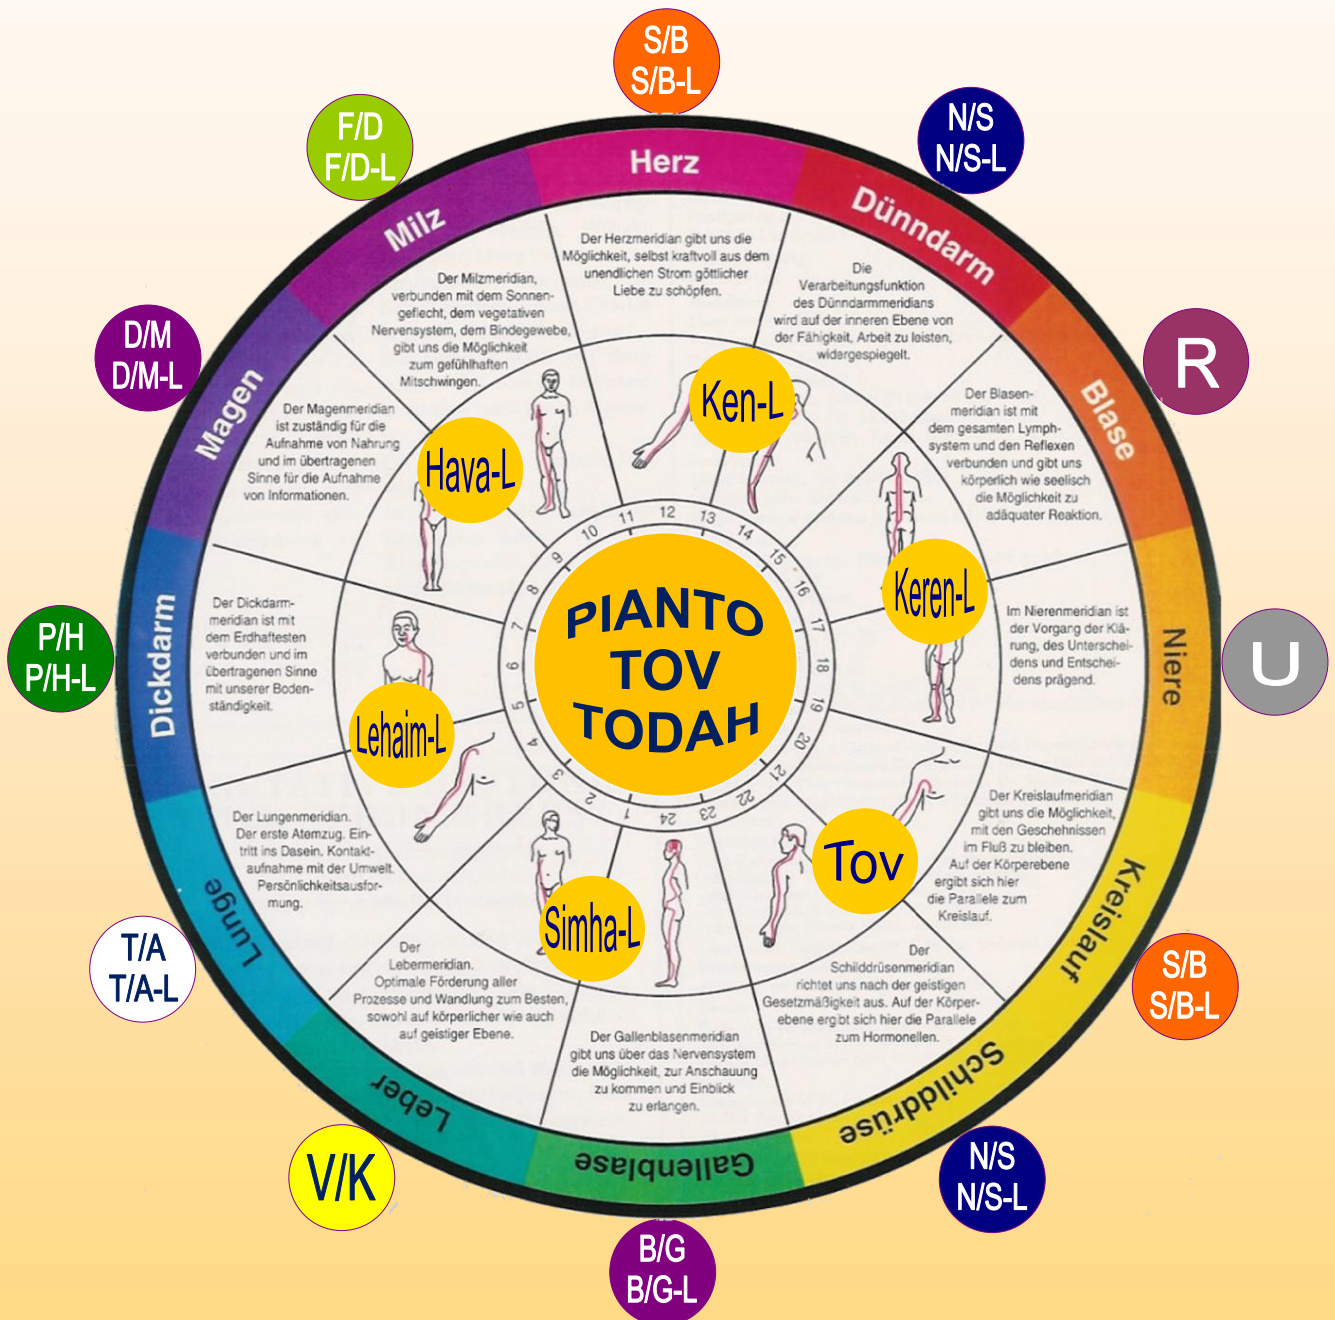 S/B
S/B-L
N/S
N/S-L
R
U
S/B
S/B-L
N/S
N/S-L
B/G
B/G-L
V/K
T/A
T/A-L
P/H
P/H-L
D/M
D/M-L
F/D
F/D-L
Herz
Der Herzmeridian gibt uns die
Möglichkeit, selbst kraftvoll aus dem
unendlichen Strom göttlicher
Liebe zu schöpfen.
Dünndarm
Die
Verarbeitungsfunktion
des Dünndarmmeridians
wird auf der inneren Ebene von
der Fähigkeit, Arbeit zu leisten,
widergespiegelt.
Blase
Der Blasen-
meridian ist mit
dem gesamten Lymph-
system und den Reflexen
verbunden und gibt uns
körperlich wie seelisch
die Möglichkeit zu
adäquater Reaktion.
Niere
Im Nierenmeridian ist
der Vorgang der Klä-
rung, des Unterschei-
dens und Entschei-
dens prägend.
Kreislauf
Der Kreislaufmeridian
gibt uns die Möglichkeit,
mit den Geschehnissen
im Fluß zu bleiben.
Auf der Körperebene
ergibt sich hier
die Parallele zum
Kreislauf.
Schilddrüse
Der
Schilddrüsenmeridian
richtet uns nach der geistigen
Gesetzmäßigkeit aus. Auf der Körper-
ebene ergibt sich hier die Parallele
zum Hormonellen.
Gallenblase
Der Gallenblasenmeridian
gibt uns über das Nervensystem
die Möglichkeit, zur Anschauung
zu kommen und Einblick
zu erlangen.
Leber
Der
Lebermeridian.
Optimale Förderung aller
Prozesse und Wandlung zum Besten,
sowohl auf körperlicher wie auch
auf geistiger Ebene.
Lunge
Der Lungenmeridian.
Der erste Atemzug. Ein-
tritt ins Dasein. Kontakt-
aufnahme mit der Umwelt.
Persönlichkeitsausfor-
mung.
Dickdarm
Der Dickdarm-
meridian ist mit
dem Erdhaftesten
verbunden und im
übertragenen Sinne
mit unserer Boden-
ständigkeit.
Magen
Der Magenmeridian
ist zuständig für die
Aufnahme von Nahrung
und im übertragenen
Sinne für die Aufnahme
von Informationen.
Milz
Der Milzmeridian,
verbunden mit dem Sonnen-
geflecht, dem vegetativen
Nervensystem, dem Bindegewebe,
gibt uns die Möglichkeit
zum gefühlhaften
Mitschwingen.
Ken-L
Keren-L
Tov
Simha-L
Lehaim-L
Hava-L
12
13
14
15
16
17
18
19
20
21
22
23
24
1
2
3
4
5
6
7
8
9
10
11
PIANTO
TOV
TODAH